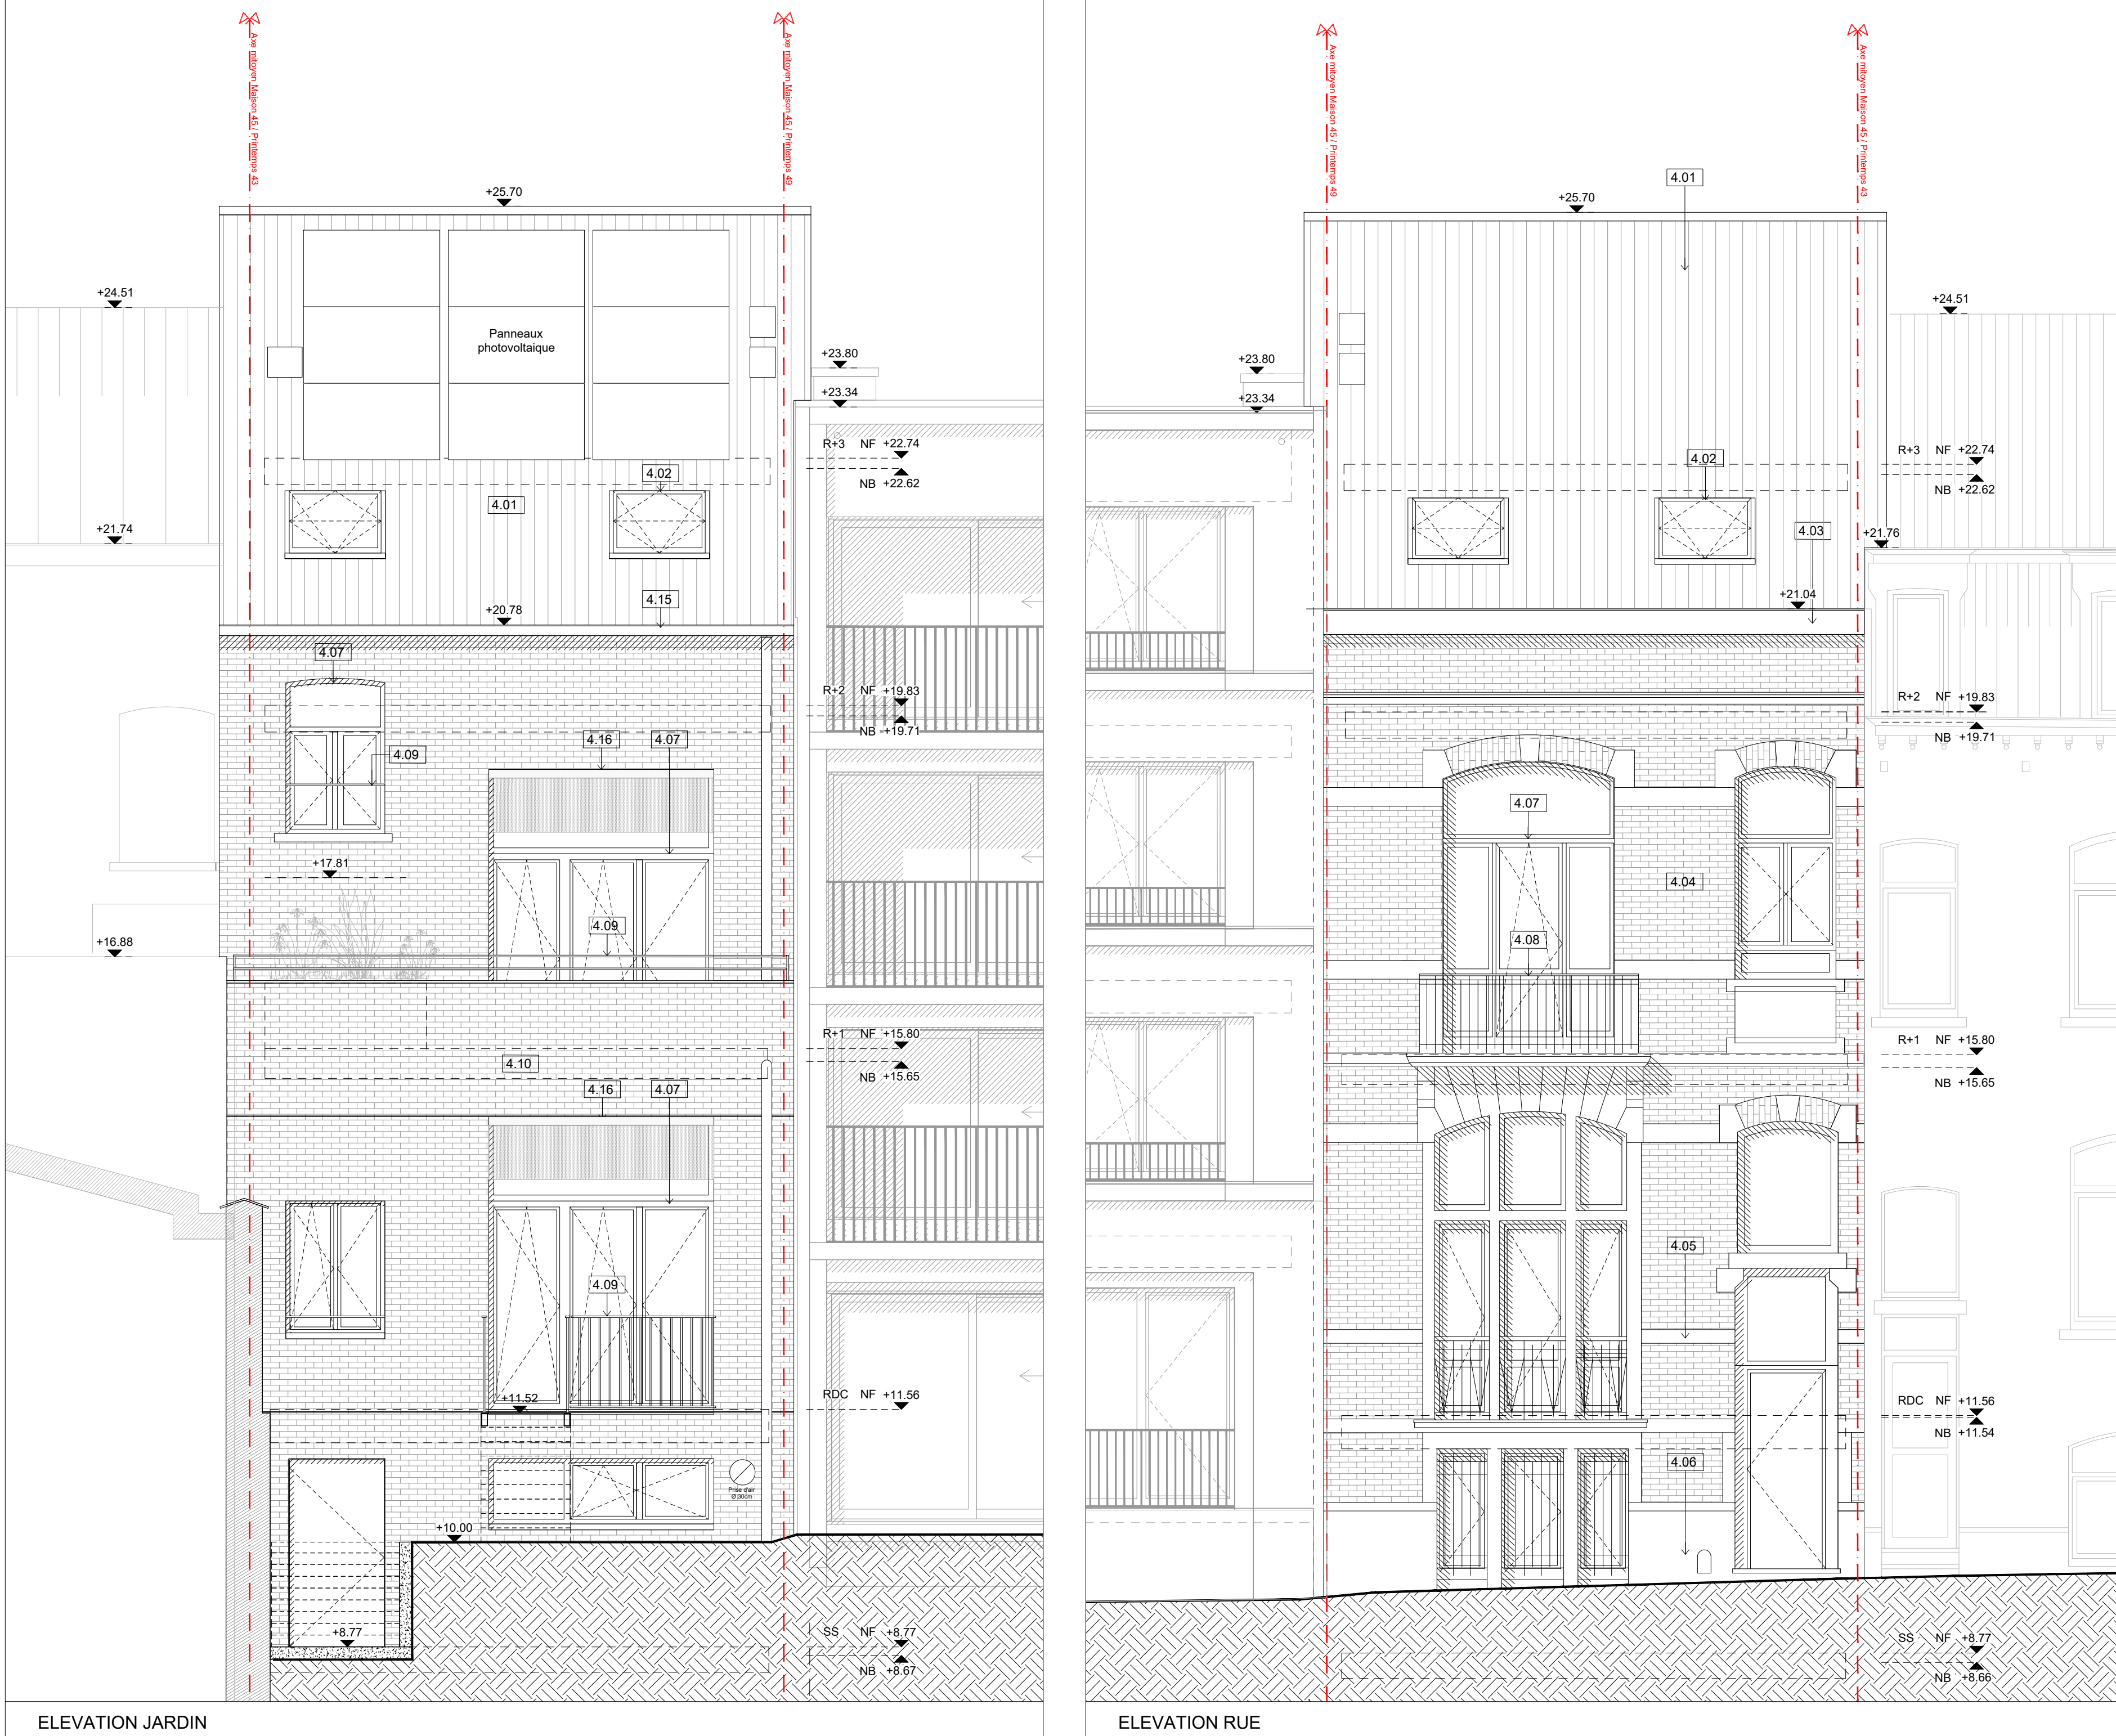 Axe mitoyen Maison 45 / Printemps 43
Axe mitoyen Maison 45 / Printemps 49
+25.70
+24.51
Panneaux
photovoltaique
+23.80
+23.34
R+3 NF +22.74
NB +22.62
4.02
4.01
+21.74
4.15
+20.78
4.07
R+2 NF +19.83
NB +19.71
4.16
4.07
4.09
+17.81
4.09
+16.88
R+1 NF +15.80
NB +15.65
4.10
4.16
4.07
4.09
+11.52
RDC NF +11.56
Prise d'air
Ø 30cm
+10.00
+8.77
SS NF +8.77
NB +8.67
ELEVATION JARDIN
Axe mitoyen Maison 45 / Printemps 49
Axe mitoyen Maison 45 / Printemps 43
4.01
+25.70
+24.51
+23.80
+23.34
R+3 NF +22.74
NB +22.62
4.02
4.03
+21.76
+21.04
R+2 NF +19.83
NB +19.71
4.07
4.04
4.08
R+1 NF +15.80
NB +15.65
4.05
RDC NF +11.56
NB +11.54
4.06
SS NF +8.77
NB +8.66
ELEVATION RUE